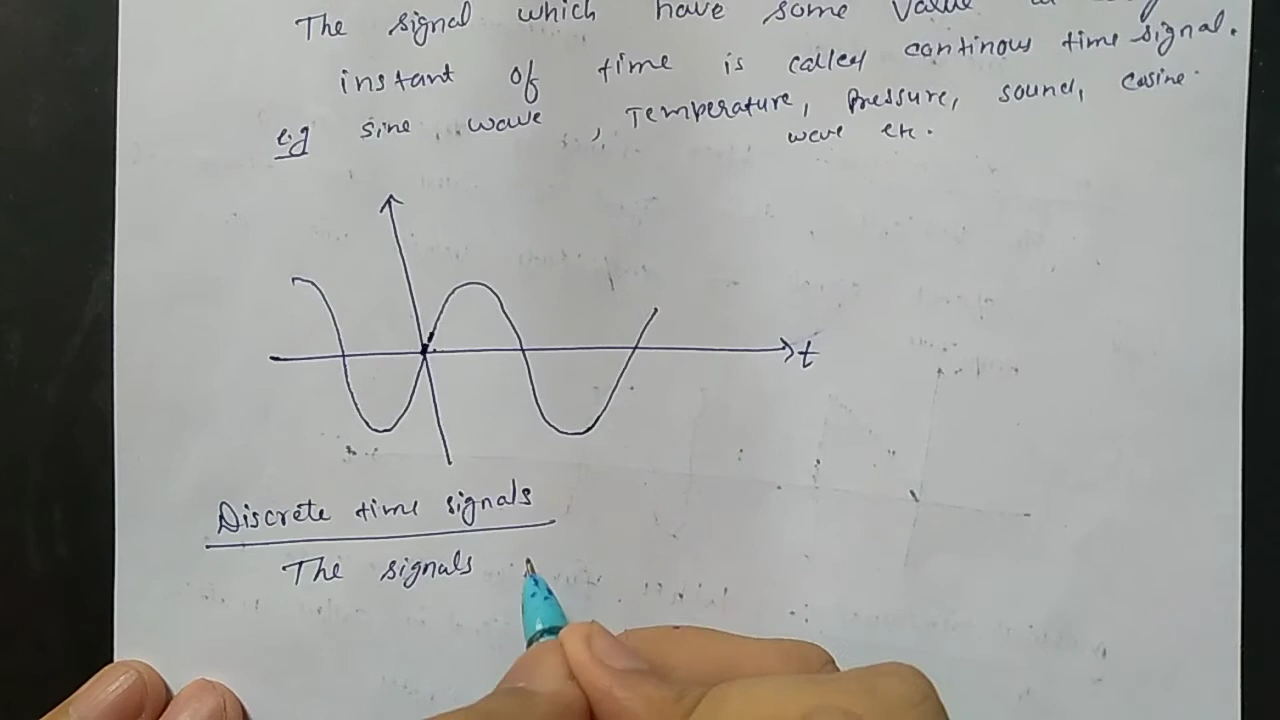 The signal which have some value
instant of time is called continous time signal.
e.g sine wave, Temperature, Pressure, sound, Cosine
wave etc.
t
Discrete time signals
The signals